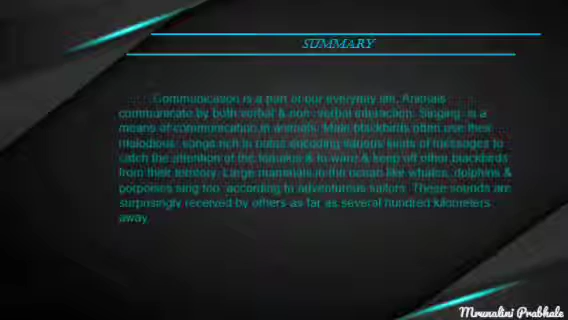 SUMMARY
Communication is a part of our everyday life. Animals
communicate by both verbal & non-verbal interaction. Singing is a
means of communication in animals. Male blackbirds often use their
melodious songs rich in notes encoding various kinds of messages to
catch the attention of the females & to warn & keep off other blackbirds
from their territory. Large mammals in the ocean like whales, dolphins &
porpoises sing too, according to adventurous sailors. These sounds are
surprisingly received by others as far as several hundred kilometers
away.
Mrunalini Prabhale